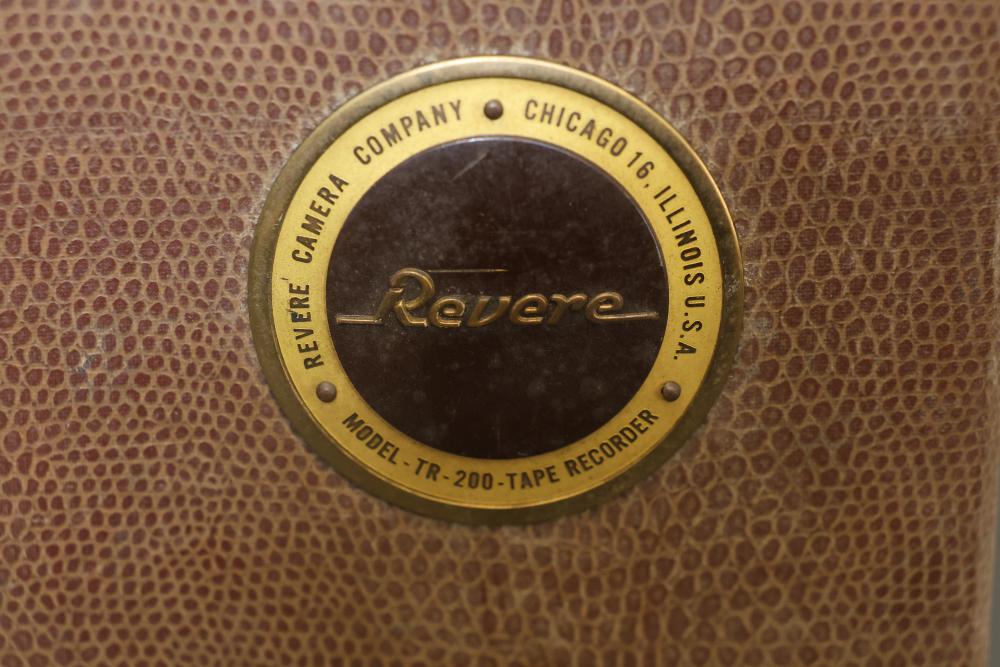 REVERE CAMERA COMPANY
CHICAGO 16, ILLINOIS U.S.A.
Revere
MODEL-TR-200-TAPE RECORDER